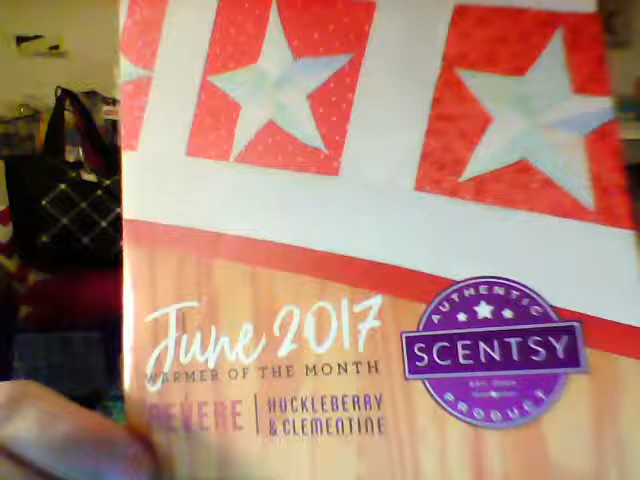 June 2017
WARMER OF THE MONTH
REVERE | HUCKLEBERRY
& CLEMENTINE
AUTHENTIC
SCENTSY
PRODUCT